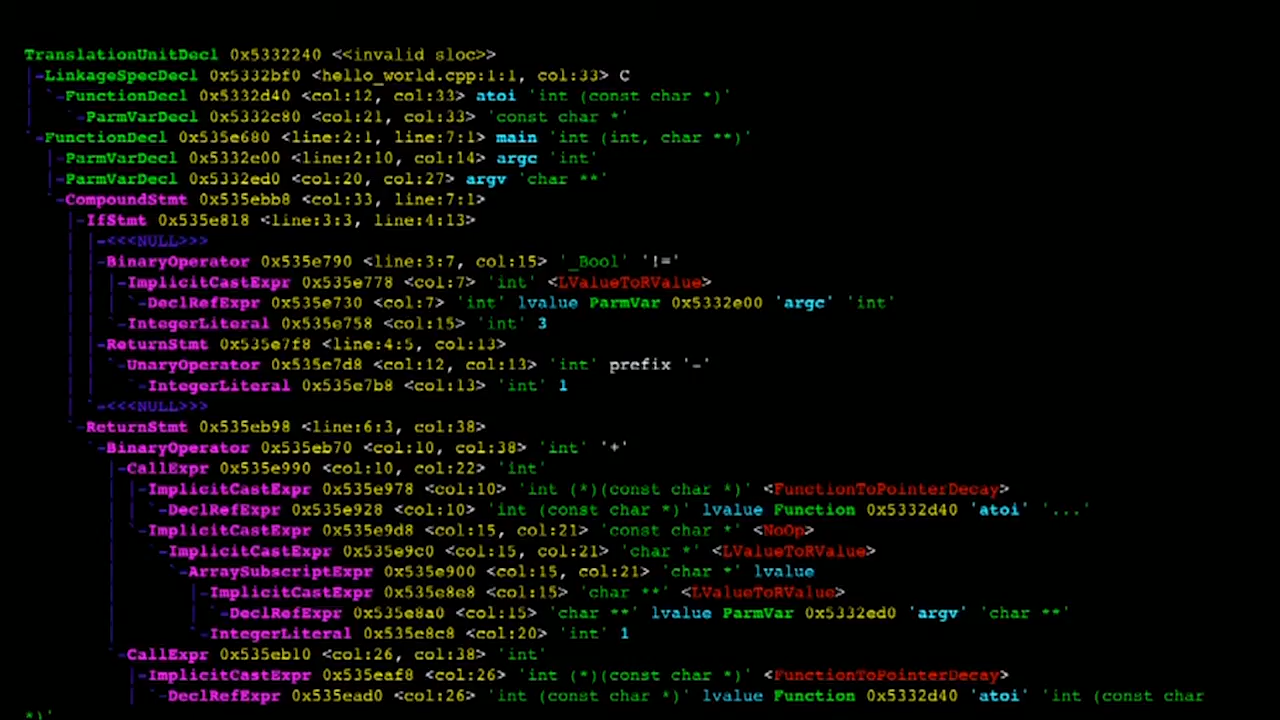 TranslationUnitDecl 0x5332240 <<invalid sloc>>
|-LinkageSpecDecl 0x5332bf0 <hello_world.cpp:1:1, col:33> C
| `-FunctionDecl 0x5332d40 <col:12, col:33> atoi 'int (const char *)'
|   `-ParmVarDecl 0x5332c80 <col:21, col:33> 'const char *'
`-FunctionDecl 0x535e680 <line:2:1, line:7:1> main 'int (int, char **)'
  |-ParmVarDecl 0x5332e00 <line:2:10, col:14> argc 'int'
  |-ParmVarDecl 0x5332ed0 <col:20, col:27> argv 'char **'
  `-CompoundStmt 0x535ebb8 <col:33, line:7:1>
    |-IfStmt 0x535e818 <line:3:3, line:4:13>
    | |-<<<NULL>>>
    | |-BinaryOperator 0x535e790 <line:3:7, col:15> '_Bool' '!='
    | | |-ImplicitCastExpr 0x535e778 <col:7> 'int' <LValueToRValue>
    | | | `-DeclRefExpr 0x535e730 <col:7> 'int' lvalue ParmVar 0x5332e00 'argc' 'int'
    | | `-IntegerLiteral 0x535e758 <col:15> 'int' 3
    | |-ReturnStmt 0x535e7f8 <line:4:5, col:13>
    | | `-UnaryOperator 0x535e7d8 <col:12, col:13> 'int' prefix '-'
    | |   `-IntegerLiteral 0x535e7b8 <col:13> 'int' 1
    | `-<<<NULL>>>
    `-ReturnStmt 0x535eb98 <line:6:3, col:38>
      `-BinaryOperator 0x535eb70 <col:10, col:38> 'int' '+'
        |-CallExpr 0x535e990 <col:10, col:22> 'int'
        | |-ImplicitCastExpr 0x535e978 <col:10> 'int (*)(const char *)' <FunctionToPointerDecay>
        | | `-DeclRefExpr 0x535e928 <col:10> 'int (const char *)' lvalue Function 0x5332d40 'atoi' '...'
        | `-ImplicitCastExpr 0x535e9d8 <col:15, col:21> 'const char *' <NoOp>
        |   `-ImplicitCastExpr 0x535e9c0 <col:15, col:21> 'char *' <LValueToRValue>
        |     `-ArraySubscriptExpr 0x535e900 <col:15, col:21> 'char *' lvalue
        |       |-ImplicitCastExpr 0x535e8e8 <col:15> 'char **' <LValueToRValue>
        |       | `-DeclRefExpr 0x535e8a0 <col:15> 'char **' lvalue ParmVar 0x5332ed0 'argv' 'char **'
        |       `-IntegerLiteral 0x535e8c8 <col:20> 'int' 1
        `-CallExpr 0x535eb10 <col:26, col:38> 'int'
          |-ImplicitCastExpr 0x535eaf8 <col:26> 'int (*)(const char *)' <FunctionToPointerDecay>
          | `-DeclRefExpr 0x535ead0 <col:26> 'int (const char *)' lvalue Function 0x5332d40 'atoi' 'int (const char
*)'